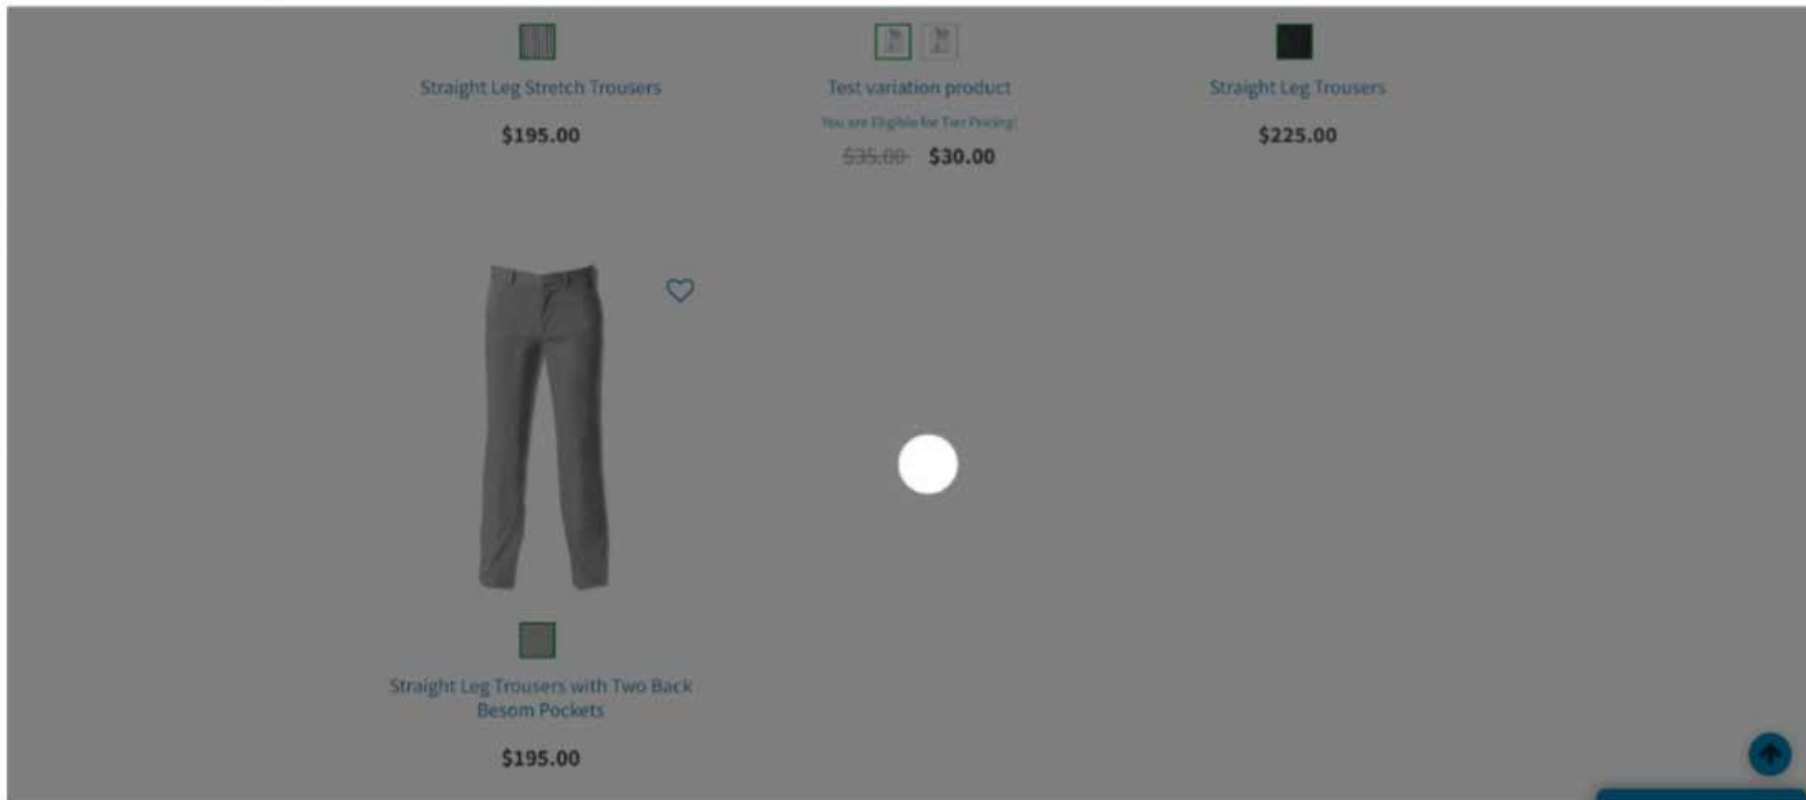 Straight Leg Stretch Trousers
$195.00
Test variation product
You are Eligible for Tier Pricing!
$35.00 $30.00
Straight Leg Trousers
$225.00
Straight Leg Trousers with Two Back
Besom Pockets
$195.00